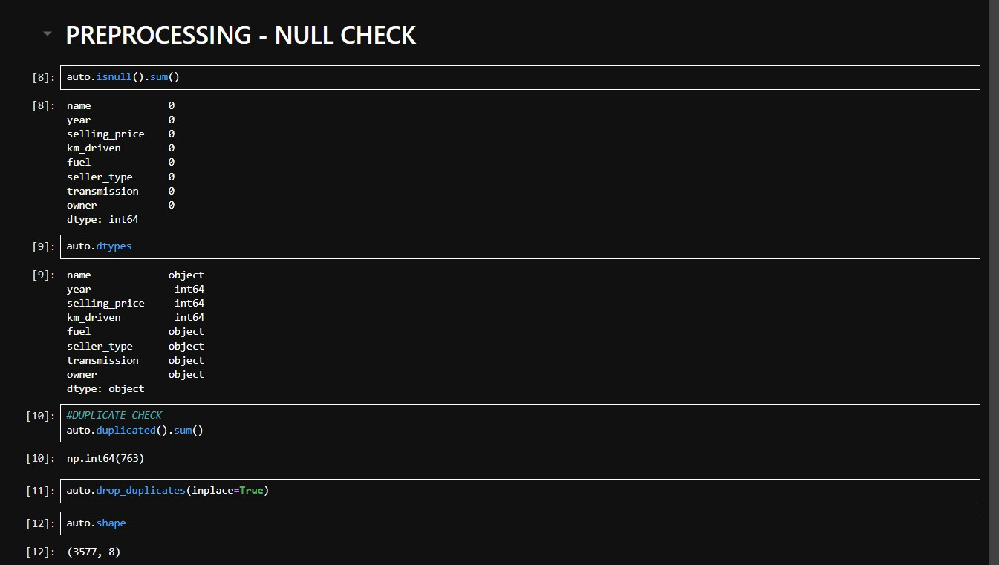 PREPROCESSING - NULL CHECK
[8]: auto.isnull().sum()
[8]: name 0
year 0
selling_price 0
km_driven 0
fuel 0
seller_type 0
transmission 0
owner 0
dtype: int64
[9]: auto.dtypes
[9]: name object
year int64
selling_price int64
km_driven int64
fuel object
seller_type object
transmission object
owner object
dtype: object
[10]: #DUPLICATE CHECK
auto.duplicated().sum()
[10]: np.int64(763)
[11]: auto.drop_duplicates(inplace=True)
[12]: auto.shape
[12]: (3577, 8)